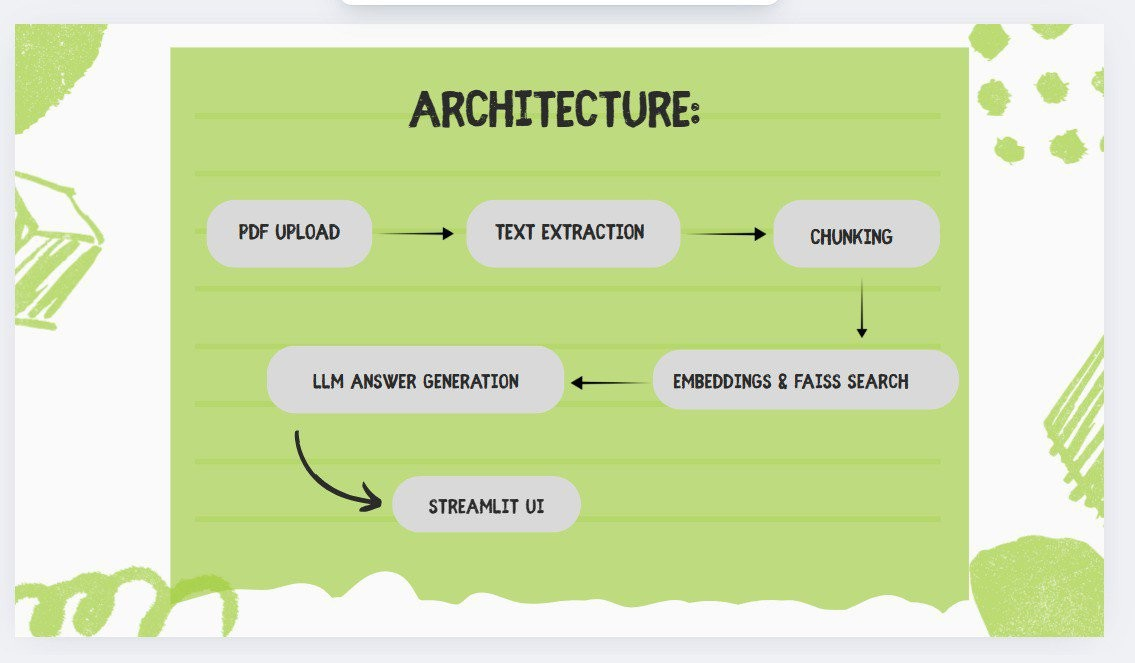 ARCHITECTURE:
PDF UPLOAD
TEXT EXTRACTION
CHUNKING
EMBEDDINGS & FAISS SEARCH
LLM ANSWER GENERATION
STREAMLIT UI